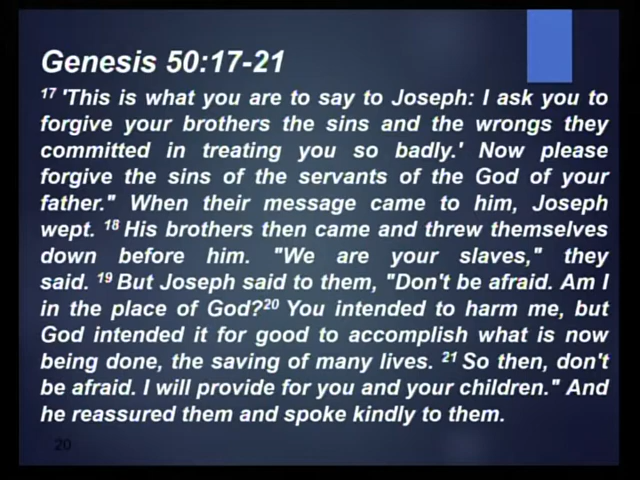 Genesis 50:17-21
17 'This is what you are to say to Joseph: I ask you to
forgive your brothers the sins and the wrongs they
committed in treating you so badly.' Now please
forgive the sins of the servants of the God of your
father." When their message came to him, Joseph
wept. 18 His brothers then came and threw themselves
down before him. "We are your slaves," they
said. 19 But Joseph said to them, "Don't be afraid. Am I
in the place of God?20 You intended to harm me, but
God intended it for good to accomplish what is now
being done, the saving of many lives. 21 So then, don't
be afraid. I will provide for you and your children." And
he reassured them and spoke kindly to them.
20